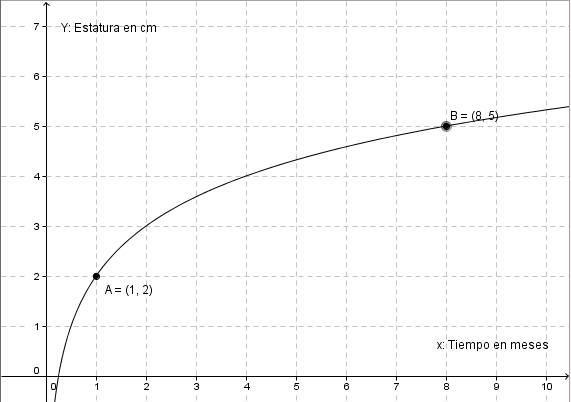 7
Y: Estatura en cm
6
B = (8, 5)
5
4
3
2
A = (1, 2)
1
x: Tiempo en meses
0
0 1 2 3 4 5 6 7 8 9 10